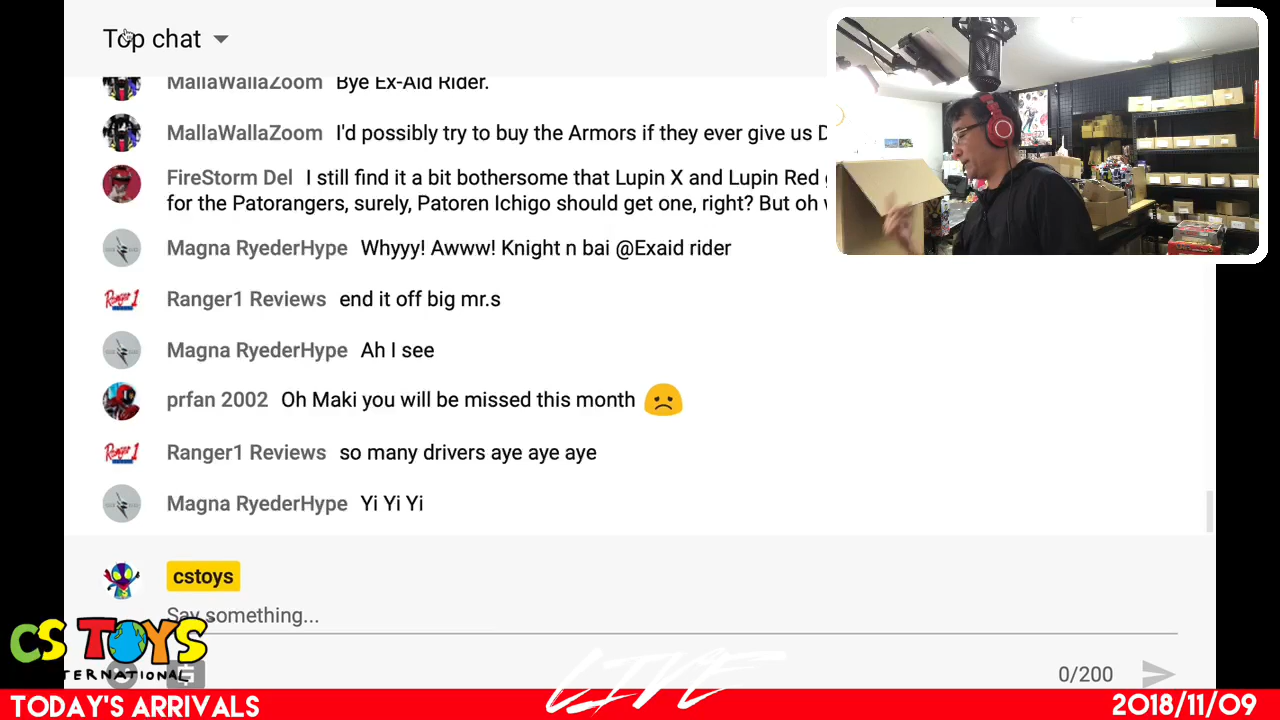 Top chat
MallaWallaZoom Bye Ex-Aid Rider.
MallaWallaZoom I'd possibly try to buy the Armors if they ever give us D
FireStorm Del I still find it a bit bothersome that Lupin X and Lupin Red
for the Patorangers, surely, Patoren Ichigo should get one, right? But oh
Magna RyederHype Whyyy! Awww! Knight n bai @Exaid rider
Ranger1 Reviews end it off big mr.s
Magna RyederHype Ah I see
prfan 2002 Oh Maki you will be missed this month
Ranger1 Reviews so many drivers aye aye aye
Magna RyederHype Yi Yi Yi
cstoys
Say something...
CS TOYS
INTERNATIONAL
LIVE
0/200
TODAY'S ARRIVALS
2018/11/09